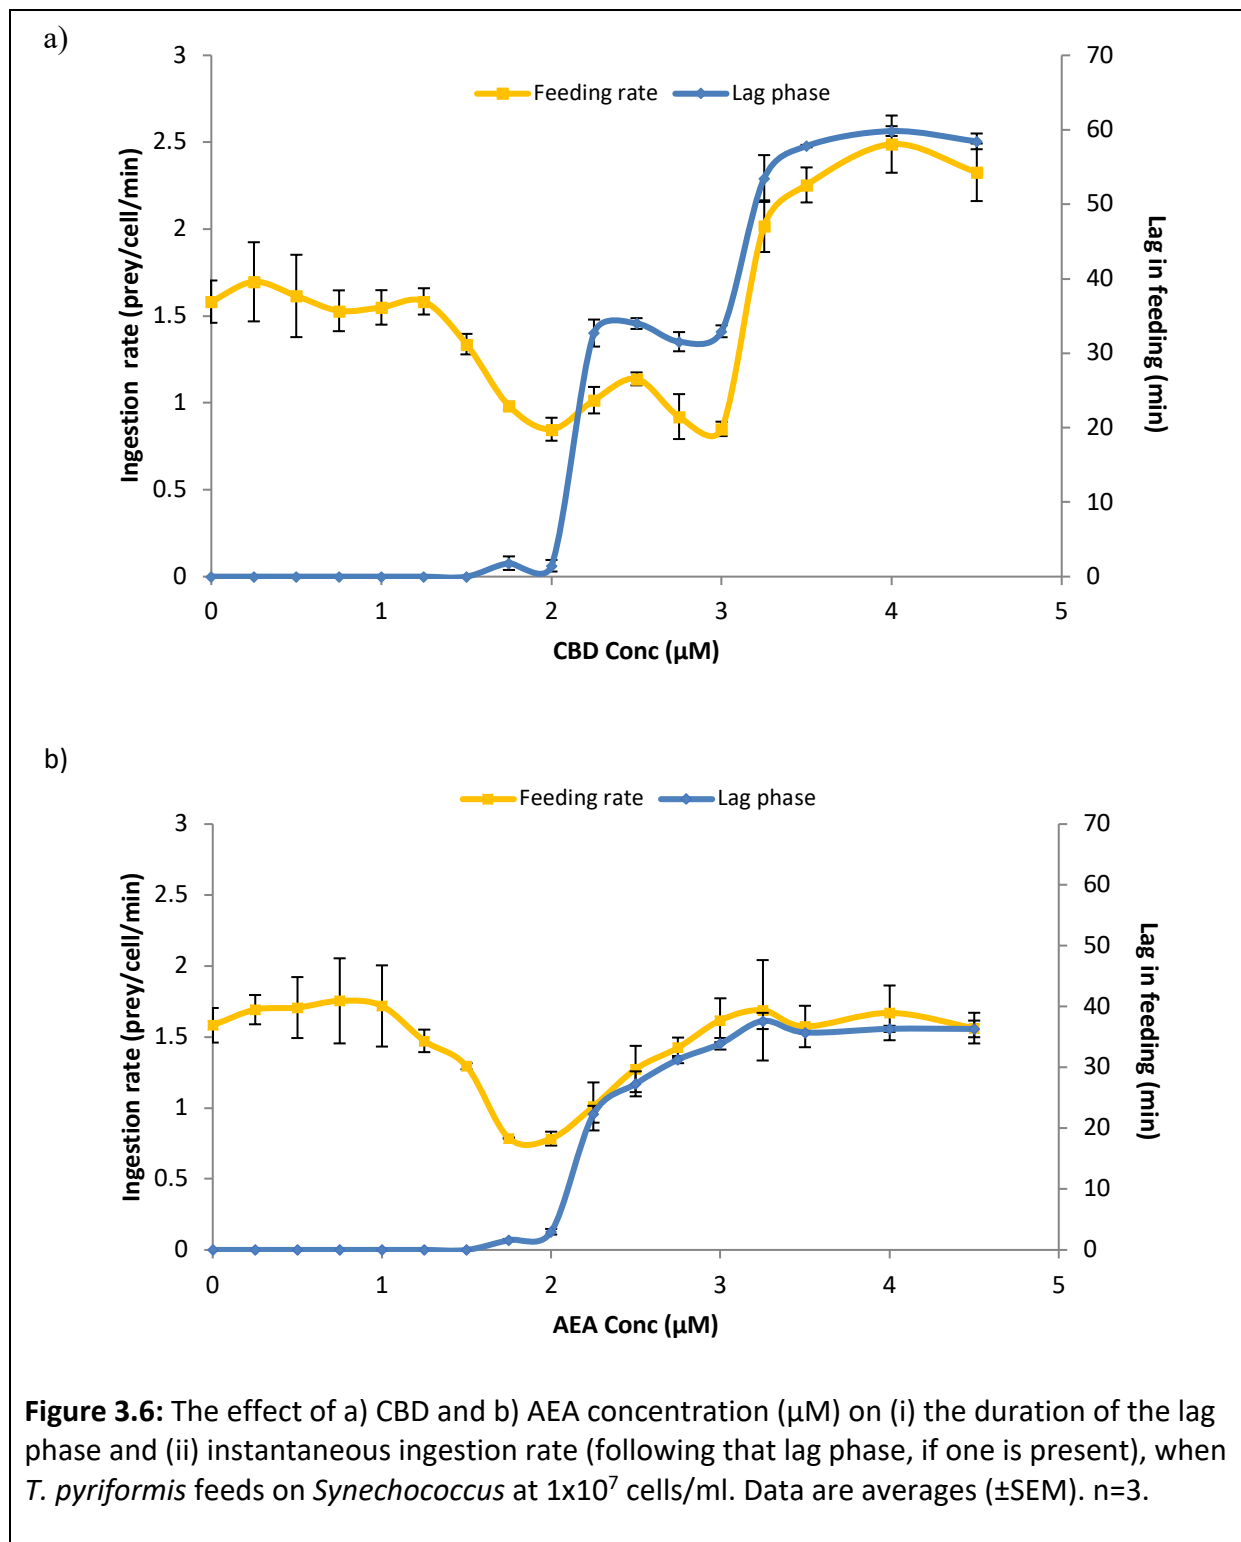 a)
3
2.5
2
1.5
1
0.5
0
70
60
50
40
30
20
10
0
Feeding rate
Lag phase
Ingestion rate (prey/cell/min)
Lag in feeding (min)
0 1 2 3 4 5
CBD Conc (µM)
b)
Feeding rate
Lag phase
3
2.5
2
1.5
1
0.5
0
70
60
50
40
30
20
10
0
Ingestion rate (prey/cell/min)
Lag in feeding (min)
0 1 2 3 4 5
AEA Conc (µM)
Figure 3.6: The effect of a) CBD and b) AEA concentration (µM) on (i) the duration of the lag
phase and (ii) instantaneous ingestion rate (following that lag phase, if one is present), when
T. pyriformis feeds on Synechococcus at 1x10⁷ cells/ml. Data are averages (±SEM). n=3.